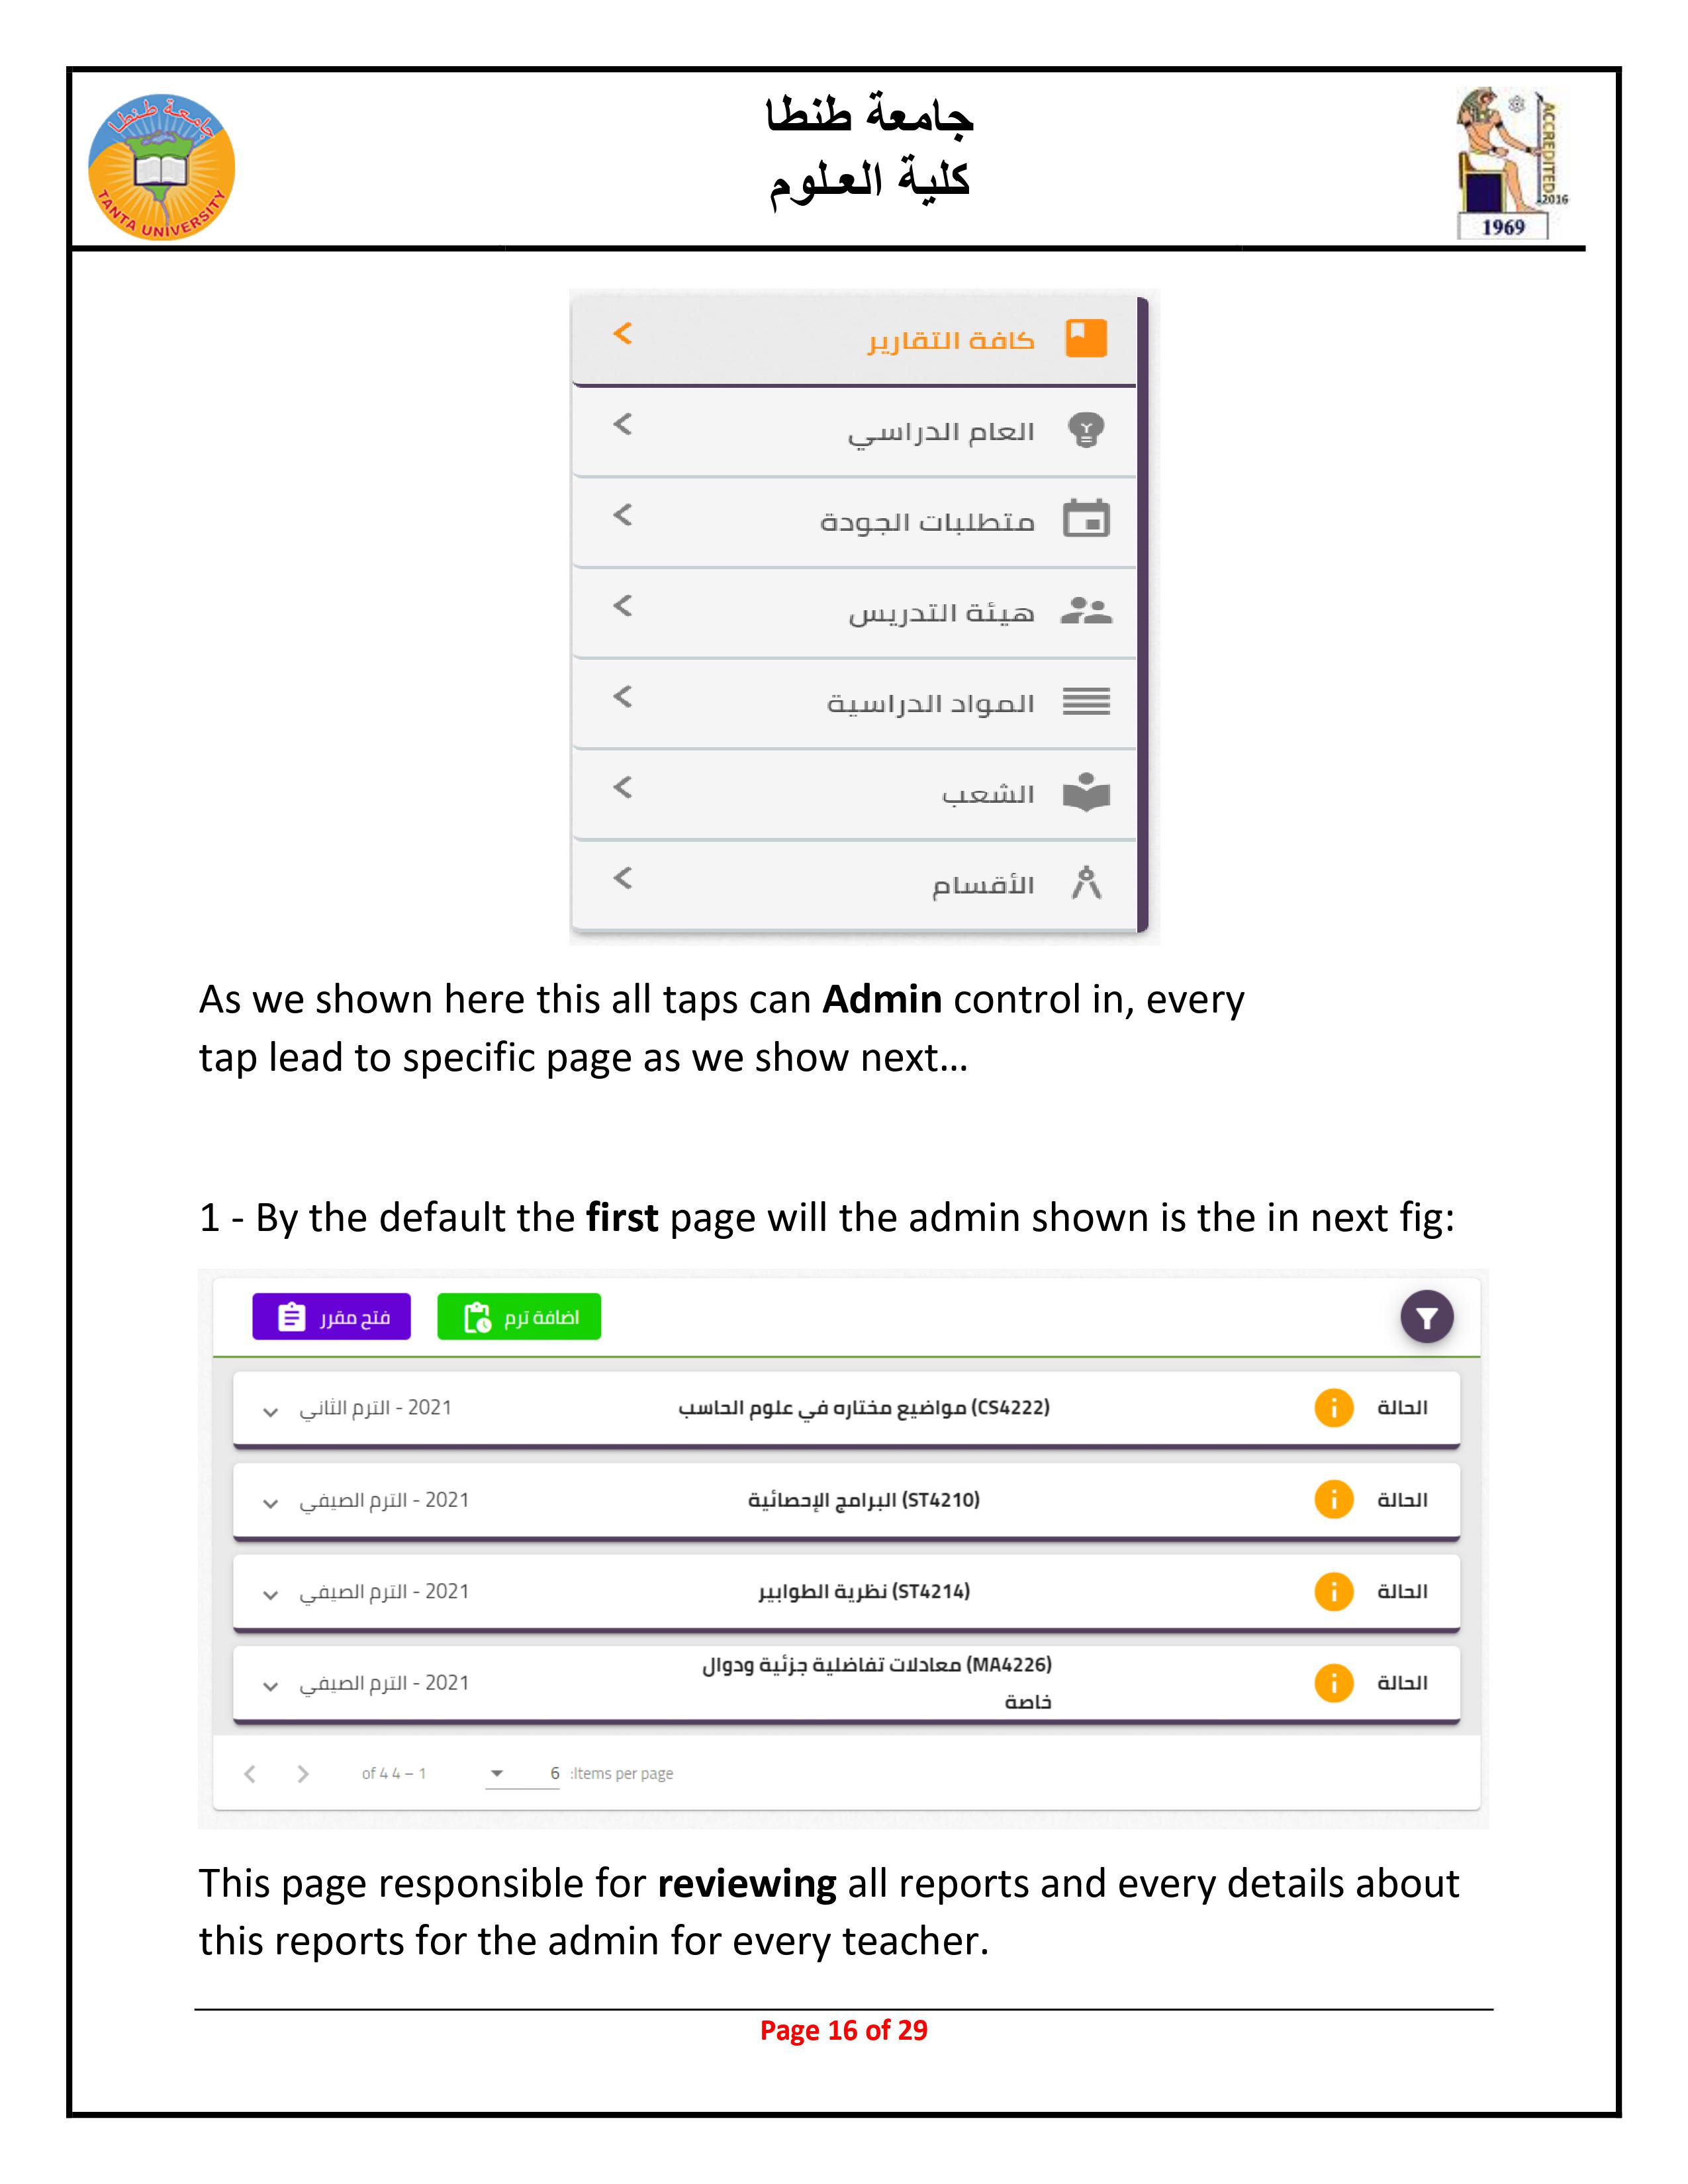 جامعة طنطا
كلية العلوم
جامعة طنطا
TANTA UNIVERSITY
ACCREDITED
2016
1969
كافة التقارير
العام الدراسي
متطلبات الجودة
هيئة التدريس
المواد الدراسية
الشعب
الأقسام
As we shown here this all taps can Admin control in, every
tap lead to specific page as we show next...
1 - By the default the first page will the admin shown is the in next fig:
اضافة ترم
فتح مقرر
الحالة (CS4222) مواضيع مختاره في علوم الحاسب 2021 - الترم الثاني
الحالة (ST4210) البرامج الإحصائية 2021 - الترم الصيفي
الحالة (ST4214) نظرية الطوابير 2021 - الترم الصيفي
الحالة (MA4226) معادلات تفاضلية جزئية ودوال
خاصة 2021 - الترم الصيفي
of 4 4 – 1 6 :Items per page
This page responsible for reviewing all reports and every details about
this reports for the admin for every teacher.
Page 16 of 29